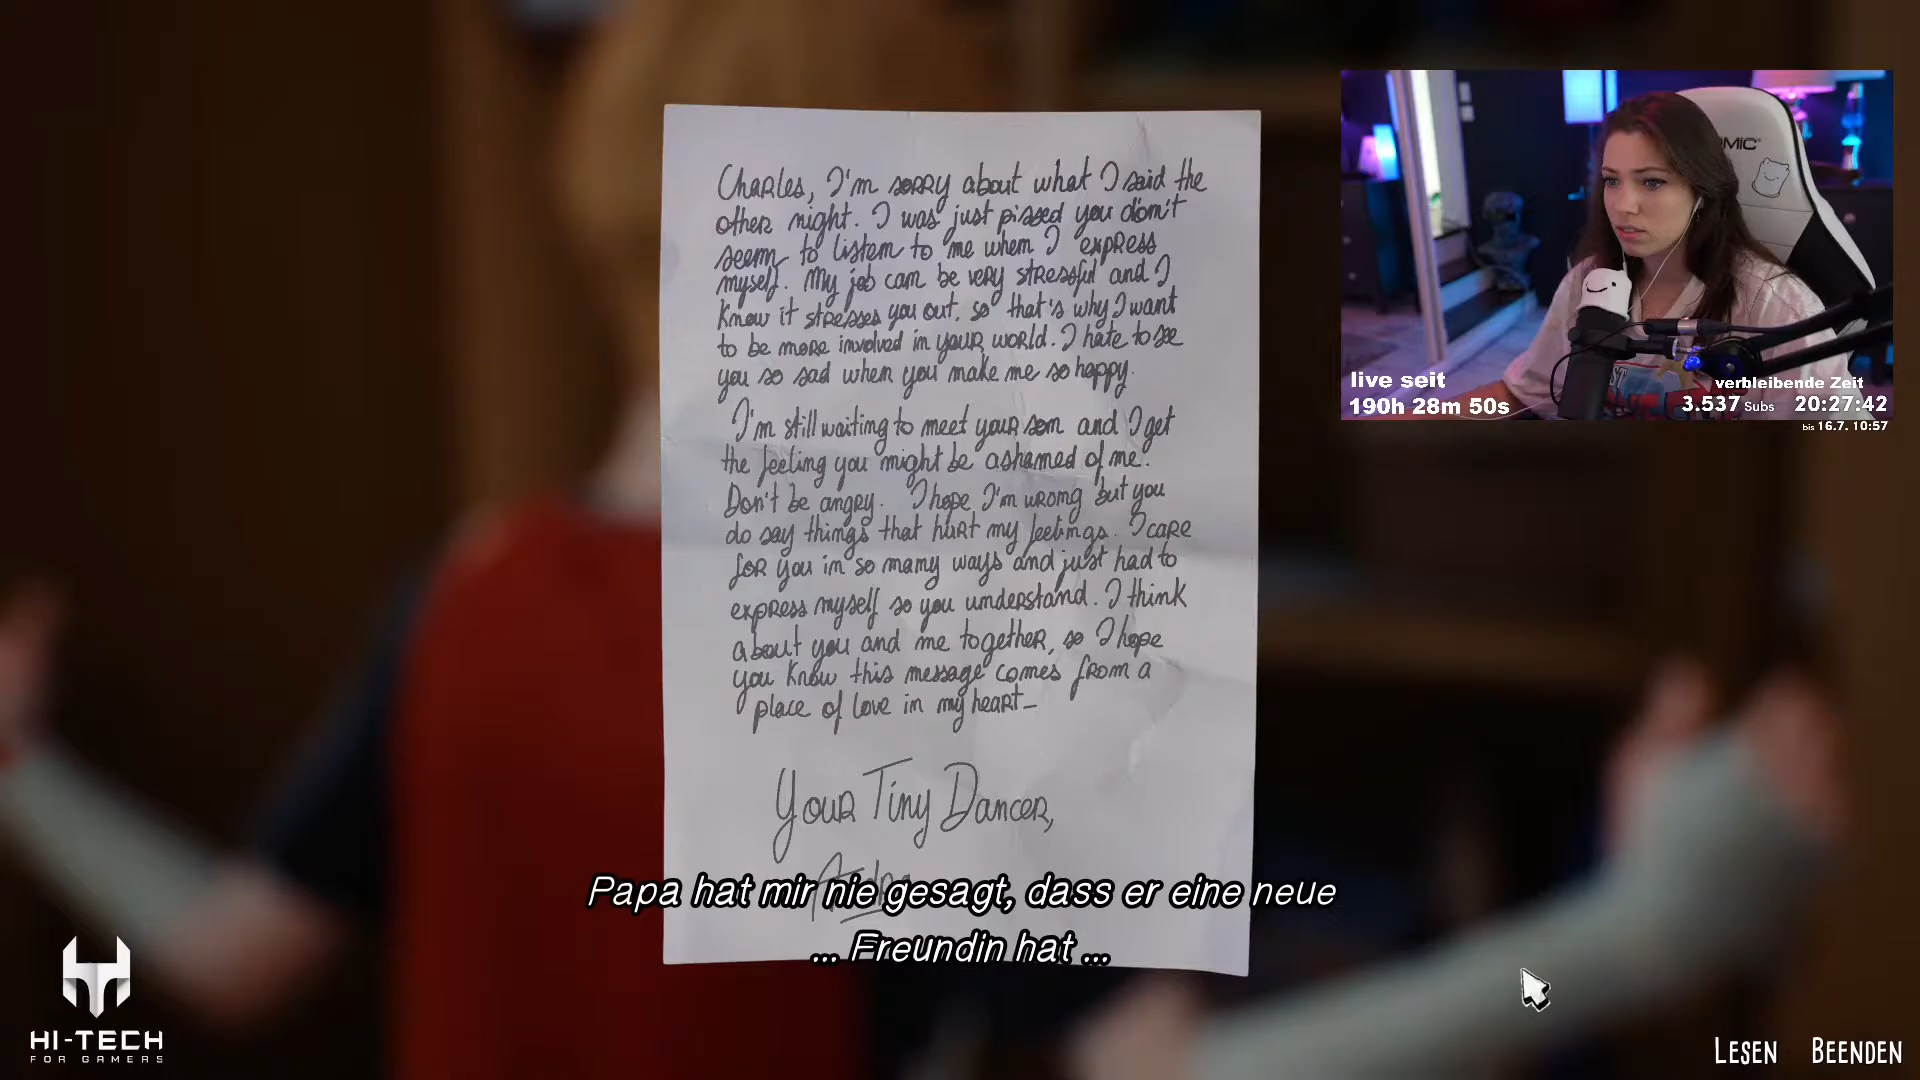 Charles, I'm sorry about what I said the
other night. I was just pissed you don't
seem to listen to me when I express
myself. My job can be very stressful and I
know it stresses you out, so that's why I want
to be more involved in your world. I hate to see
you so sad when you make me so happy.
I'm still waiting to meet your son and I get
the feeling you might be ashamed of me.
Don't be angry. I hope I'm wrong but you
do say things that hurt my feelings. I care
for you in so many ways and just had to
express myself so you understand. I think
about you and me together, so I hope
you know this message comes from a
place of love in my heart_
Your Tiny Dancer,
Papa hat mir nie gesagt, dass er eine neue
... Freundin hat ...
OMIC
live seit
190h 28m 50s
verbleibende Zeit
3.537 Subs 20:27:42
bis 16.7. 10:57
HI-TECH
FOR GAMERS
LESEN BEENDEN